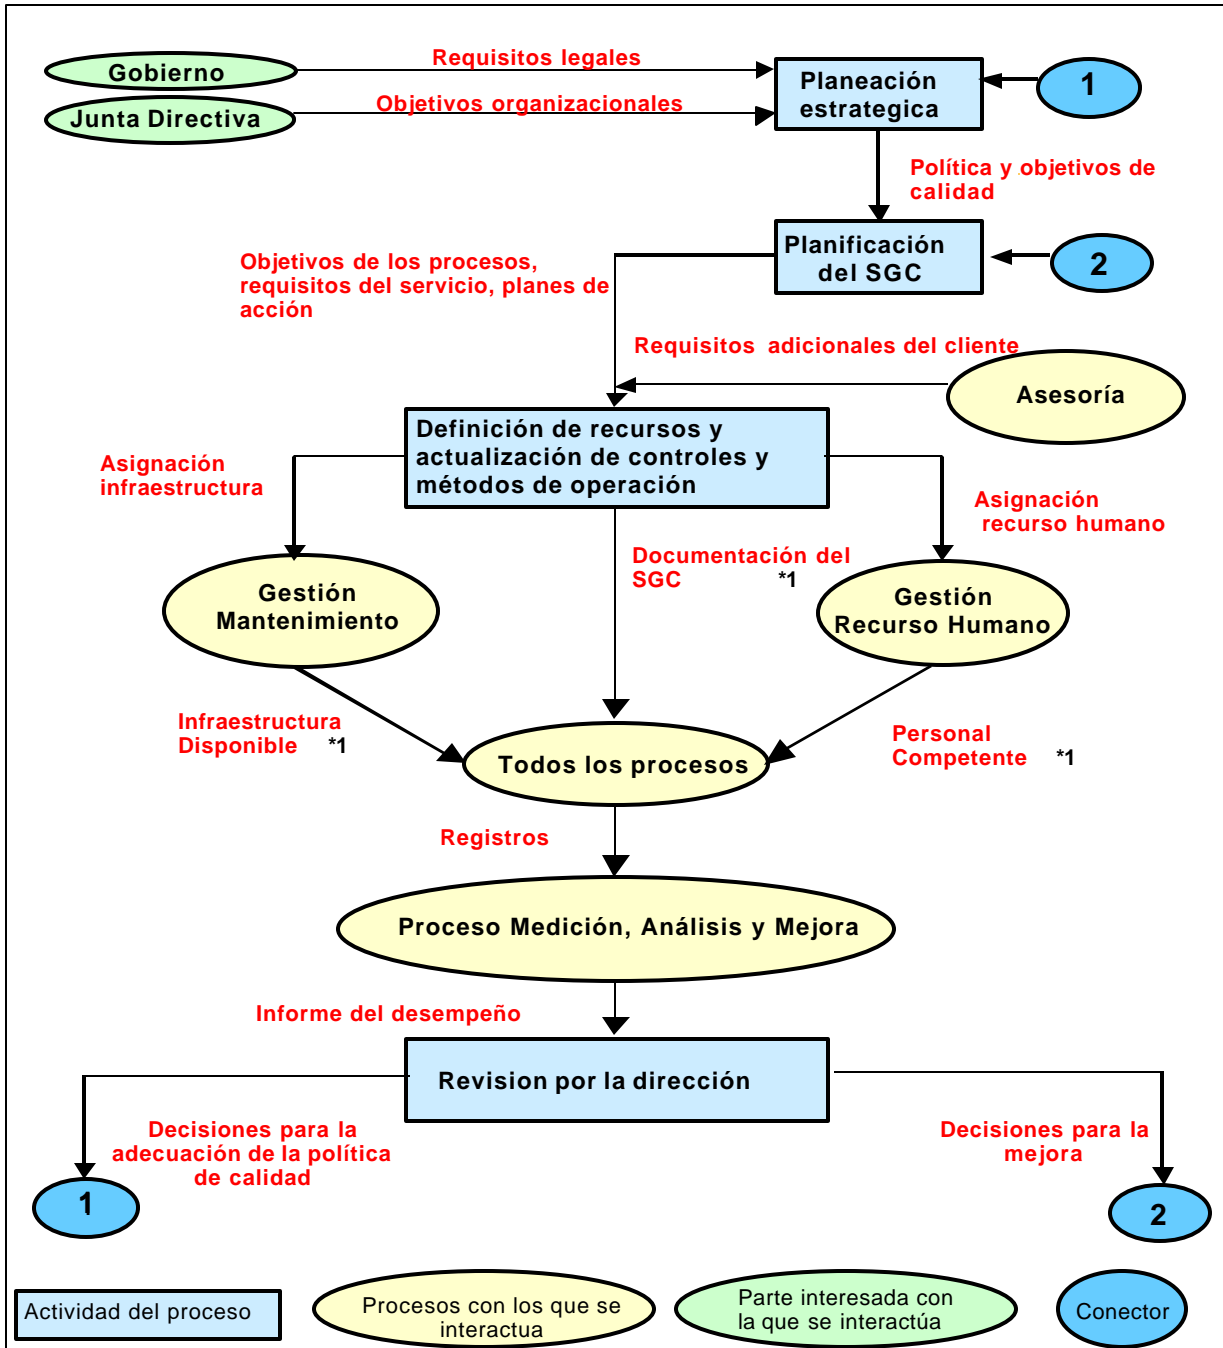 Gobierno
Requisitos legales
Planeación
estrategica
1
Junta Directiva
Objetivos organizacionales
Política y objetivos de
calidad
Planificación
del SGC
2
Objetivos de los procesos,
requisitos del servicio, planes de
acción
Requisitos adicionales del cliente
Asesoría
Definición de recursos y
actualización de controles y
métodos de operación
Asignación
infraestructura
Asignación
recurso humano
Documentación del
SGC *1
Gestión
Mantenimiento
Gestión
Recurso Humano
Infraestructura
Disponible *1
Personal
Competente *1
Todos los procesos
Registros
Proceso Medición, Análisis y Mejora
Informe del desempeño
Revision por la dirección
Decisiones para la
adecuación de la política
de calidad
Decisiones para la
mejora
1
2
Actividad del proceso
Procesos con los que se
interactua
Parte interesada con
la que se interactúa
Conector